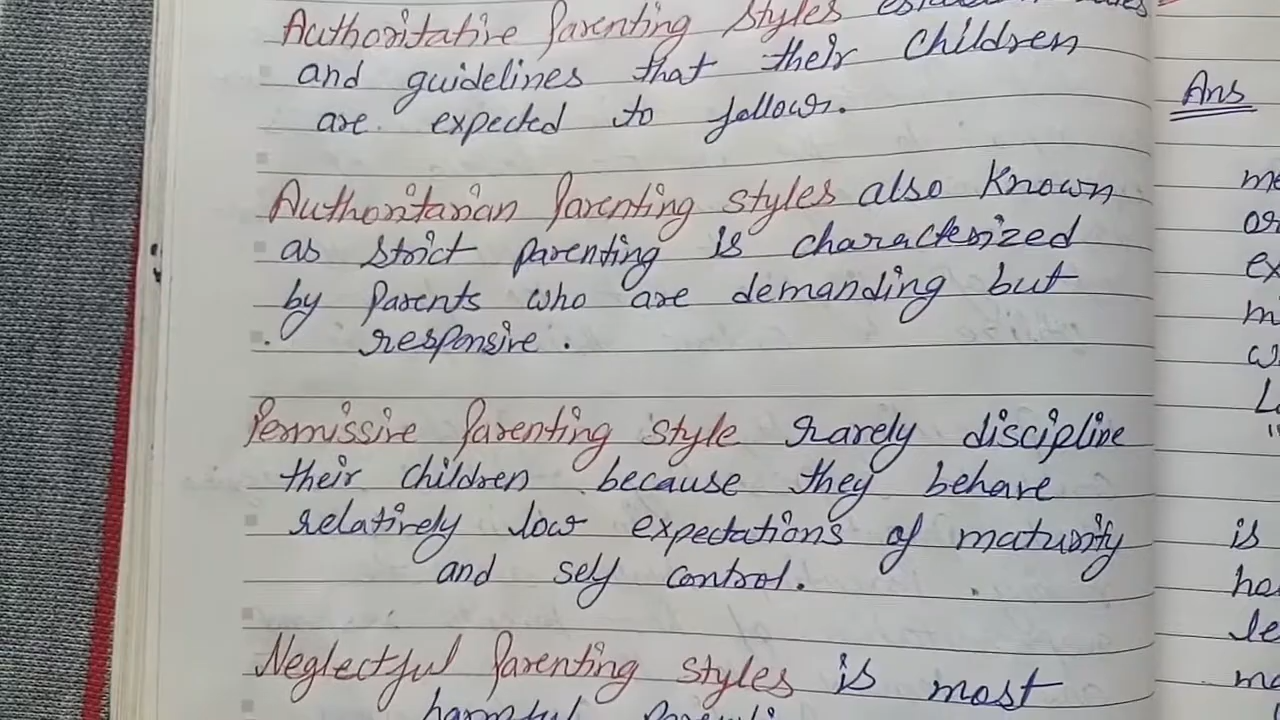 Authoritative Parenting Styles
and guidelines that their children
are expected to follow.
Authoritarian Parenting styles also known
as strict parenting is characterized
by Parents who are demanding but
responsive.
Permissive Parenting style rarely discipline
their children because they behave
relatively low expectations of maturity
and self control.
Neglectful Parenting styles is most
harmful
Ans
is